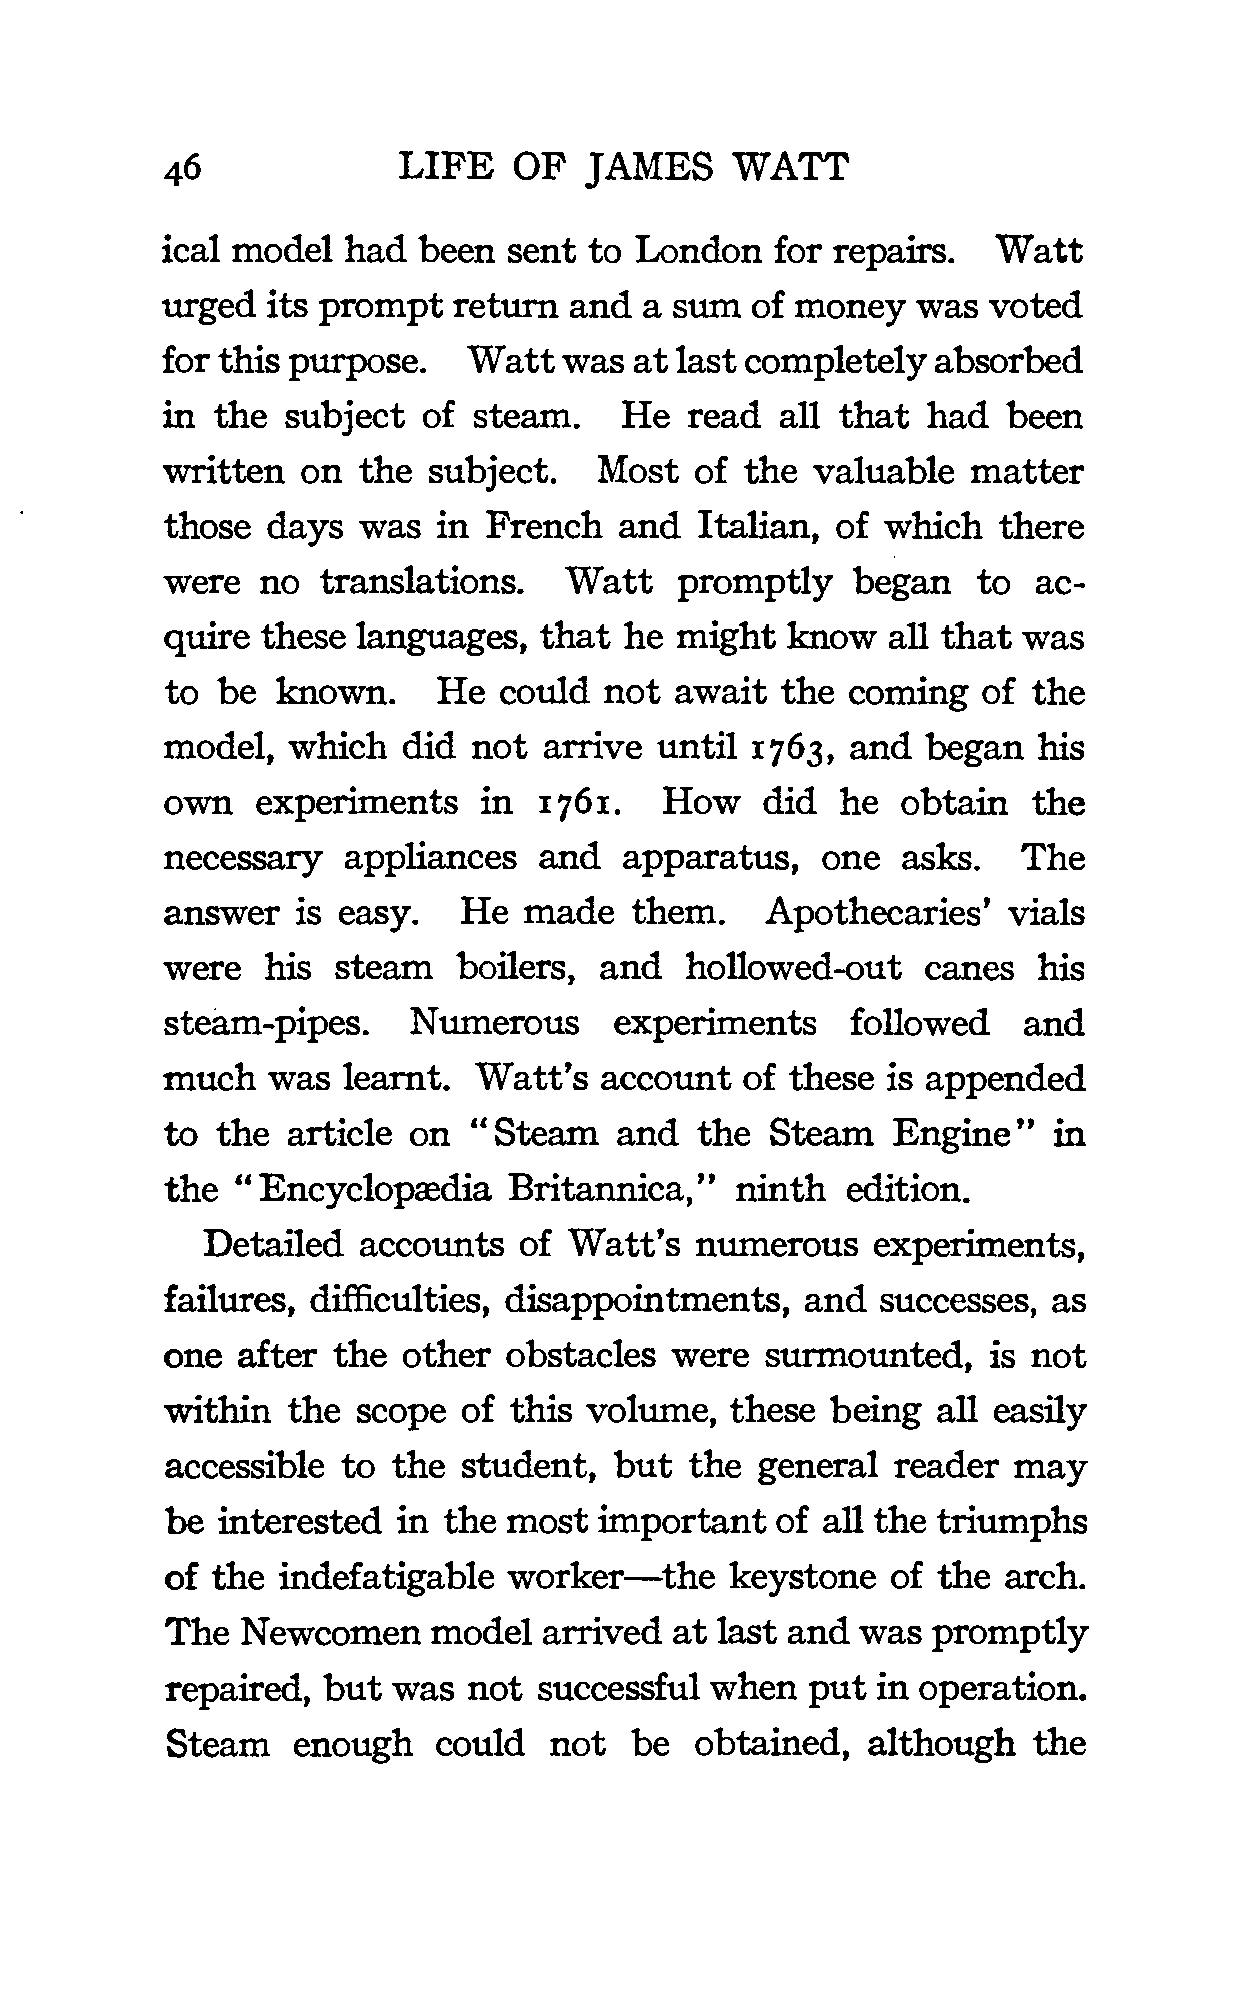 46 LIFE OF JAMES WATT
ical model had been sent to London for repairs. Watt
urged its prompt return and a sum of money was voted
for this purpose. Watt was at last completely absorbed
in the subject of steam. He read all that had been
written on the subject. Most of the valuable matter
those days was in French and Italian, of which there
were no translations. Watt promptly began to ac-
quire these languages, that he might know all that was
to be known. He could not await the coming of the
model, which did not arrive until 1763, and began his
own experiments in 1761. How did he obtain the
necessary appliances and apparatus, one asks. The
answer is easy. He made them. Apothecaries' vials
were his steam boilers, and hollowed-out canes his
steam-pipes. Numerous experiments followed and
much was learnt. Watt's account of these is appended
to the article on "Steam and the Steam Engine" in
the "Encyclopædia Britannica," ninth edition.
Detailed accounts of Watt's numerous experiments,
failures, difficulties, disappointments, and successes, as
one after the other obstacles were surmounted, is not
within the scope of this volume, these being all easily
accessible to the student, but the general reader may
be interested in the most important of all the triumphs
of the indefatigable worker—the keystone of the arch.
The Newcomen model arrived at last and was promptly
repaired, but was not successful when put in operation.
Steam enough could not be obtained, although the